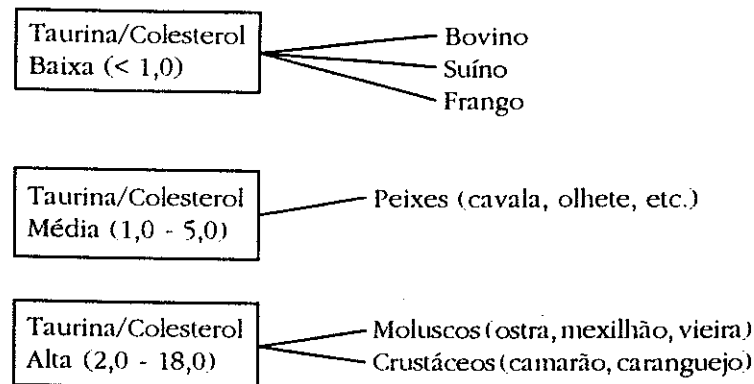 Taurina/Colesterol
Baixa (< 1,0)
Bovino
Suíno
Frango
Taurina/Colesterol
Média (1,0 - 5,0)
Peixes (cavala, olhete, etc.)
Taurina/Colesterol
Alta (2,0 - 18,0)
Moluscos (ostra, mexilhão, vieira)
Crustáceos (camarão, caranguejo)